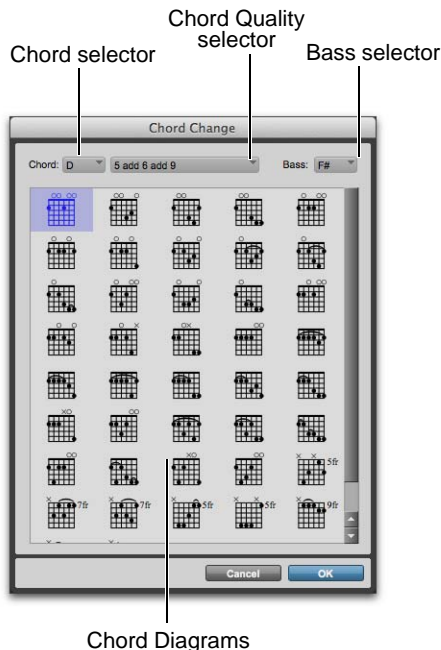 Chord Quality
selector
Chord selector
Bass selector
Chord Change
Chord: D 5 add 6 add 9 Bass: F#
5fr
7fr 7fr 5fr 5fr 9fr
Cancel OK
Chord Diagrams